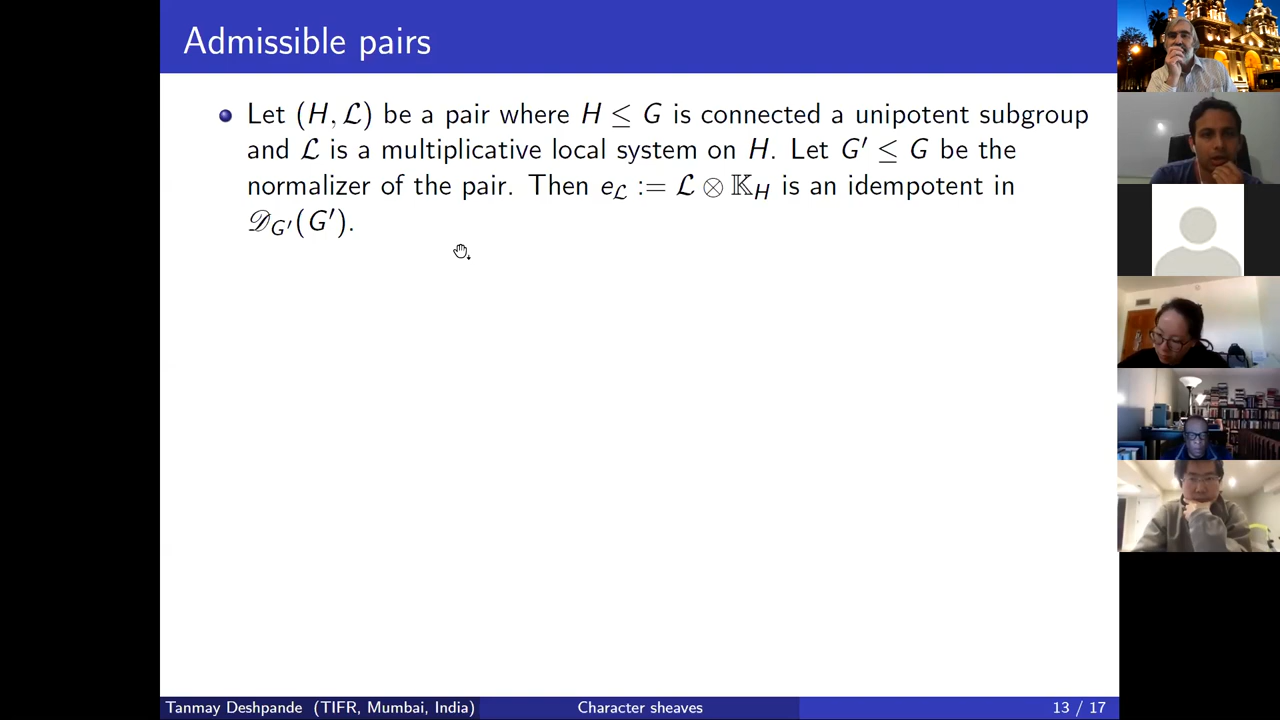 Admissible pairs
Let (H, ℒ) be a pair where H ≤ G is connected a unipotent subgroup
and ℒ is a multiplicative local system on H. Let G′ ≤ G be the
normalizer of the pair. Then e_ℒ := ℒ ⊗ 𝕂_H is an idempotent in
𝒟_G′(G′).
Tanmay Deshpande (TIFR, Mumbai, India) Character sheaves 13 / 17